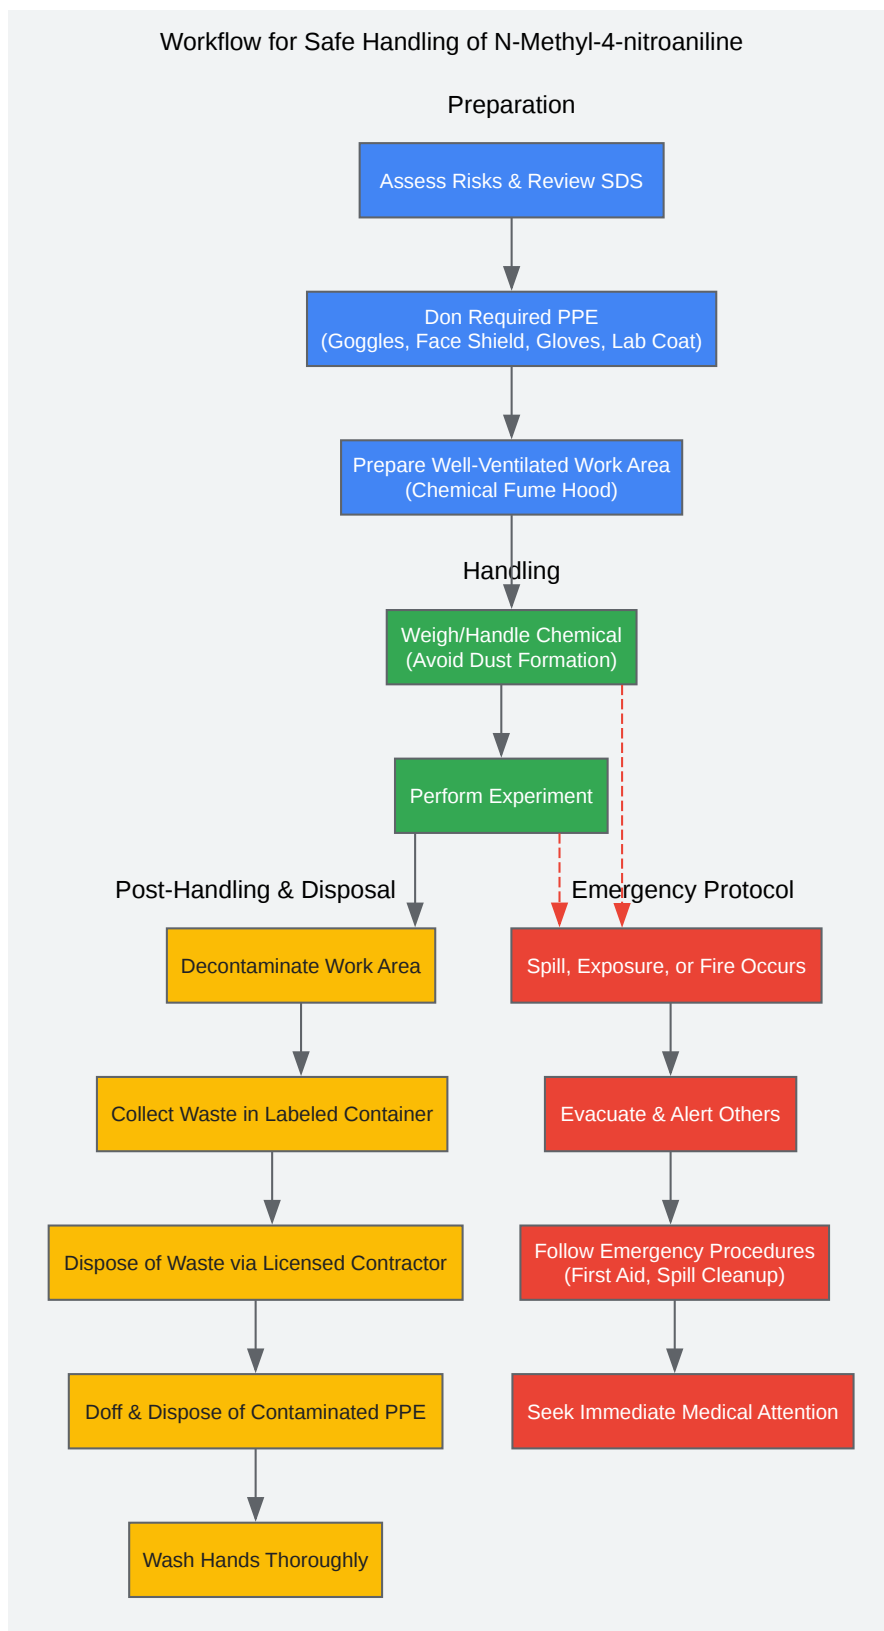 Workflow for Safe Handling of N-Methyl-4-nitroaniline
Preparation
Assess Risks & Review SDS
Don Required PPE
(Goggles, Face Shield, Gloves, Lab Coat)
Prepare Well-Ventilated Work Area
(Chemical Fume Hood)
Handling
Weigh/Handle Chemical
(Avoid Dust Formation)
Perform Experiment
Post-Handling & Disposal
Decontaminate Work Area
Collect Waste in Labeled Container
Dispose of Waste via Licensed Contractor
Doff & Dispose of Contaminated PPE
Wash Hands Thoroughly
Emergency Protocol
Spill, Exposure, or Fire Occurs
Evacuate & Alert Others
Follow Emergency Procedures
(First Aid, Spill Cleanup)
Seek Immediate Medical Attention